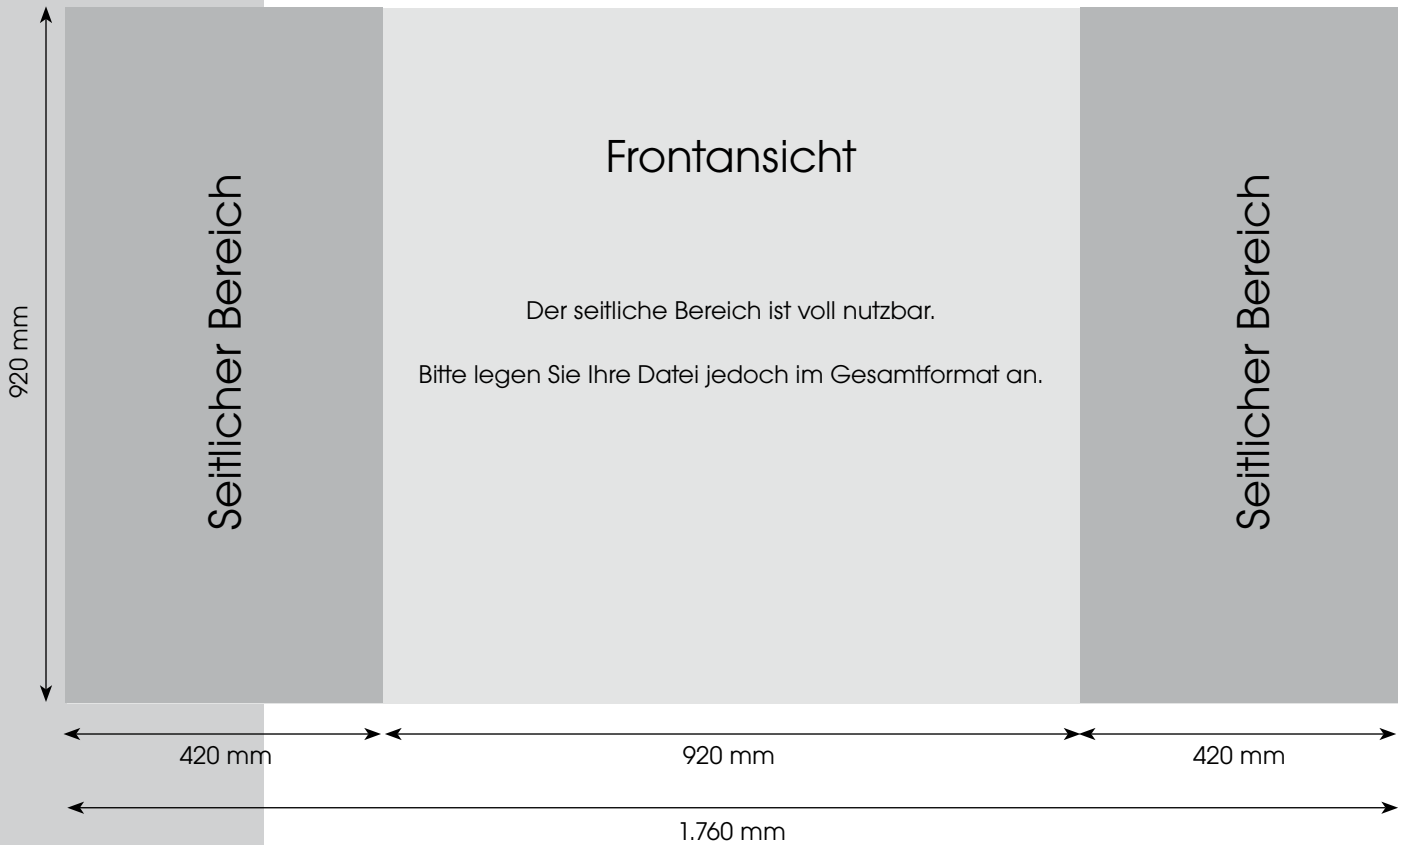 Frontansicht
Seitlicher Bereich
Seitlicher Bereich
Der seitliche Bereich ist voll nutzbar.
920 mm
Bitte legen Sie Ihre Datei jedoch im Gesamtformat an.
420 mm
920 mm
420 mm
1.760 mm